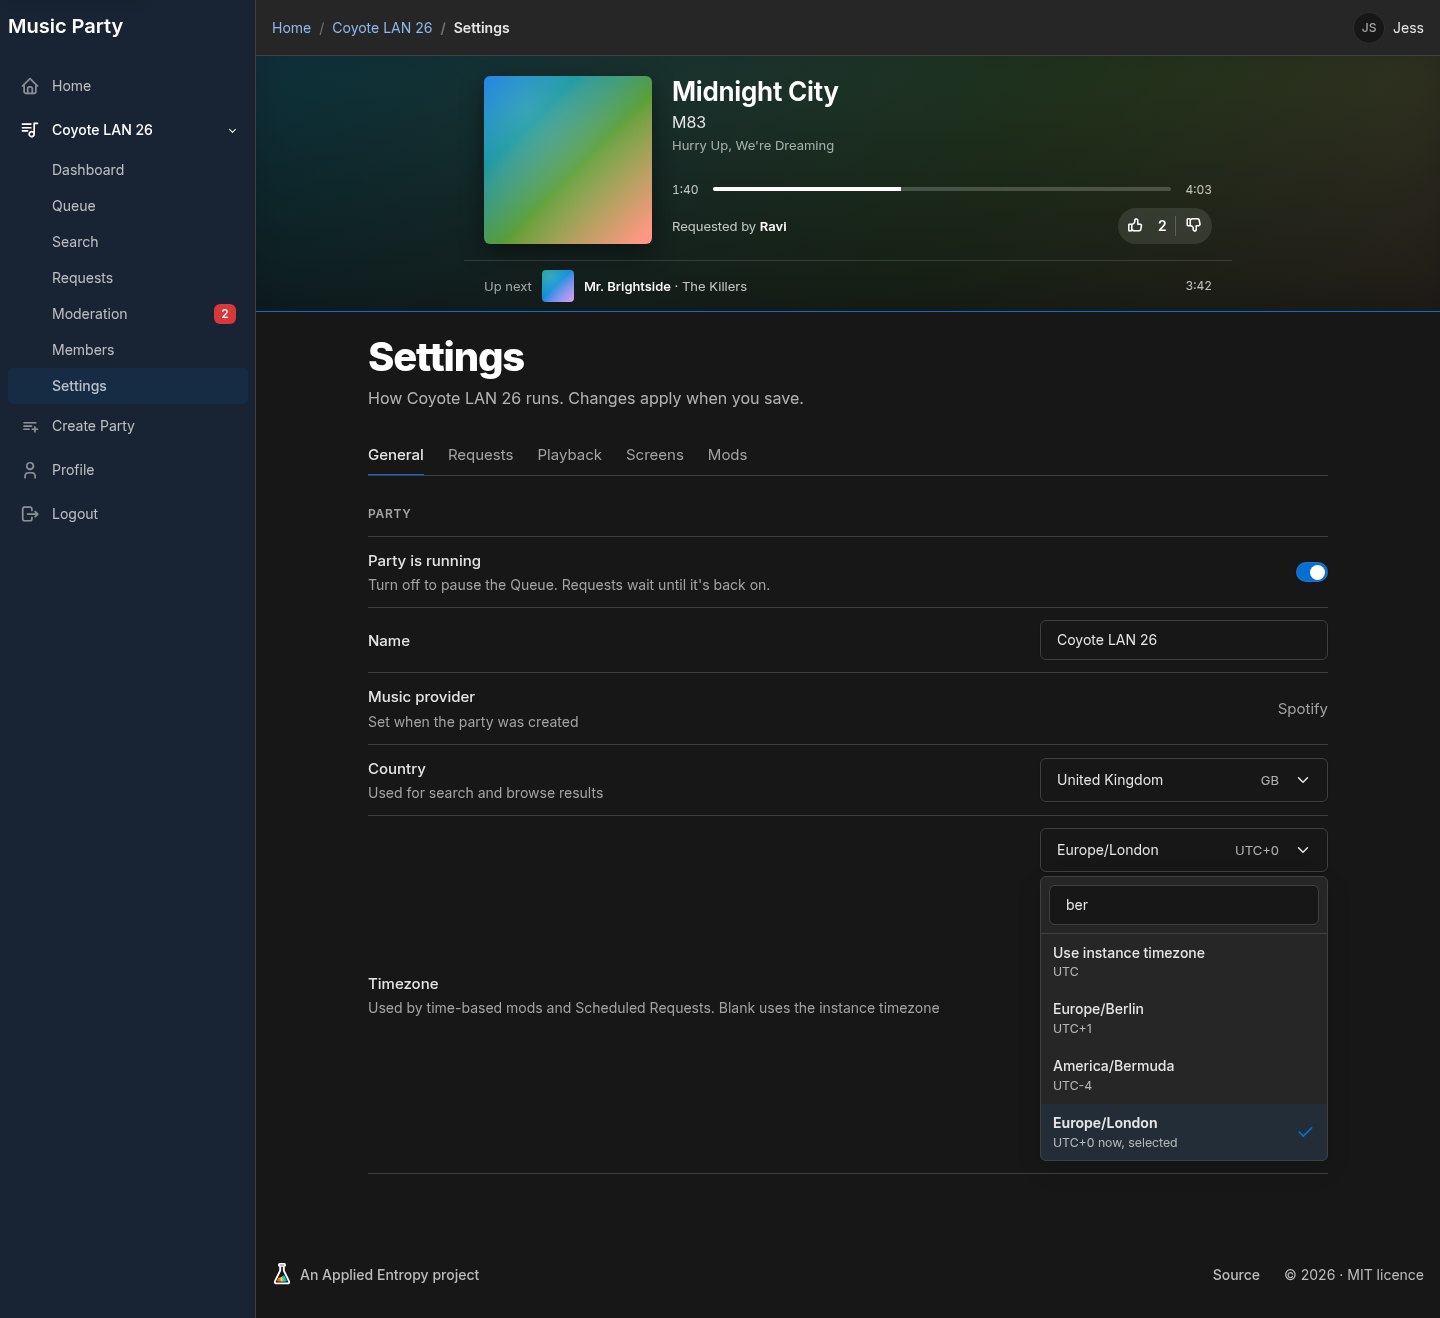 Music Party
Home
Coyote LAN 26
Dashboard
Queue
Search
Requests
Moderation 2
Members
Settings
Create Party
Profile
Logout
Home / Coyote LAN 26 / Settings
JS Jess
Midnight City
M83
Hurry Up, We're Dreaming
1:40 4:03
Requested by Ravi 2
Up next Mr. Brightside · The Killers 3:42
Settings
How Coyote LAN 26 runs. Changes apply when you save.
General Requests Playback Screens Mods
PARTY
Party is running
Turn off to pause the Queue. Requests wait until it's back on.
Name Coyote LAN 26
Music provider
Set when the party was created
Spotify
Country
Used for search and browse results
United Kingdom GB
Timezone
Used by time-based mods and Scheduled Requests. Blank uses the instance timezone
Europe/London UTC+0
ber
Use instance timezone
UTC
Europe/Berlin
UTC+1
America/Bermuda
UTC-4
Europe/London
UTC+0 now, selected
An Applied Entropy project
Source © 2026 · MIT licence